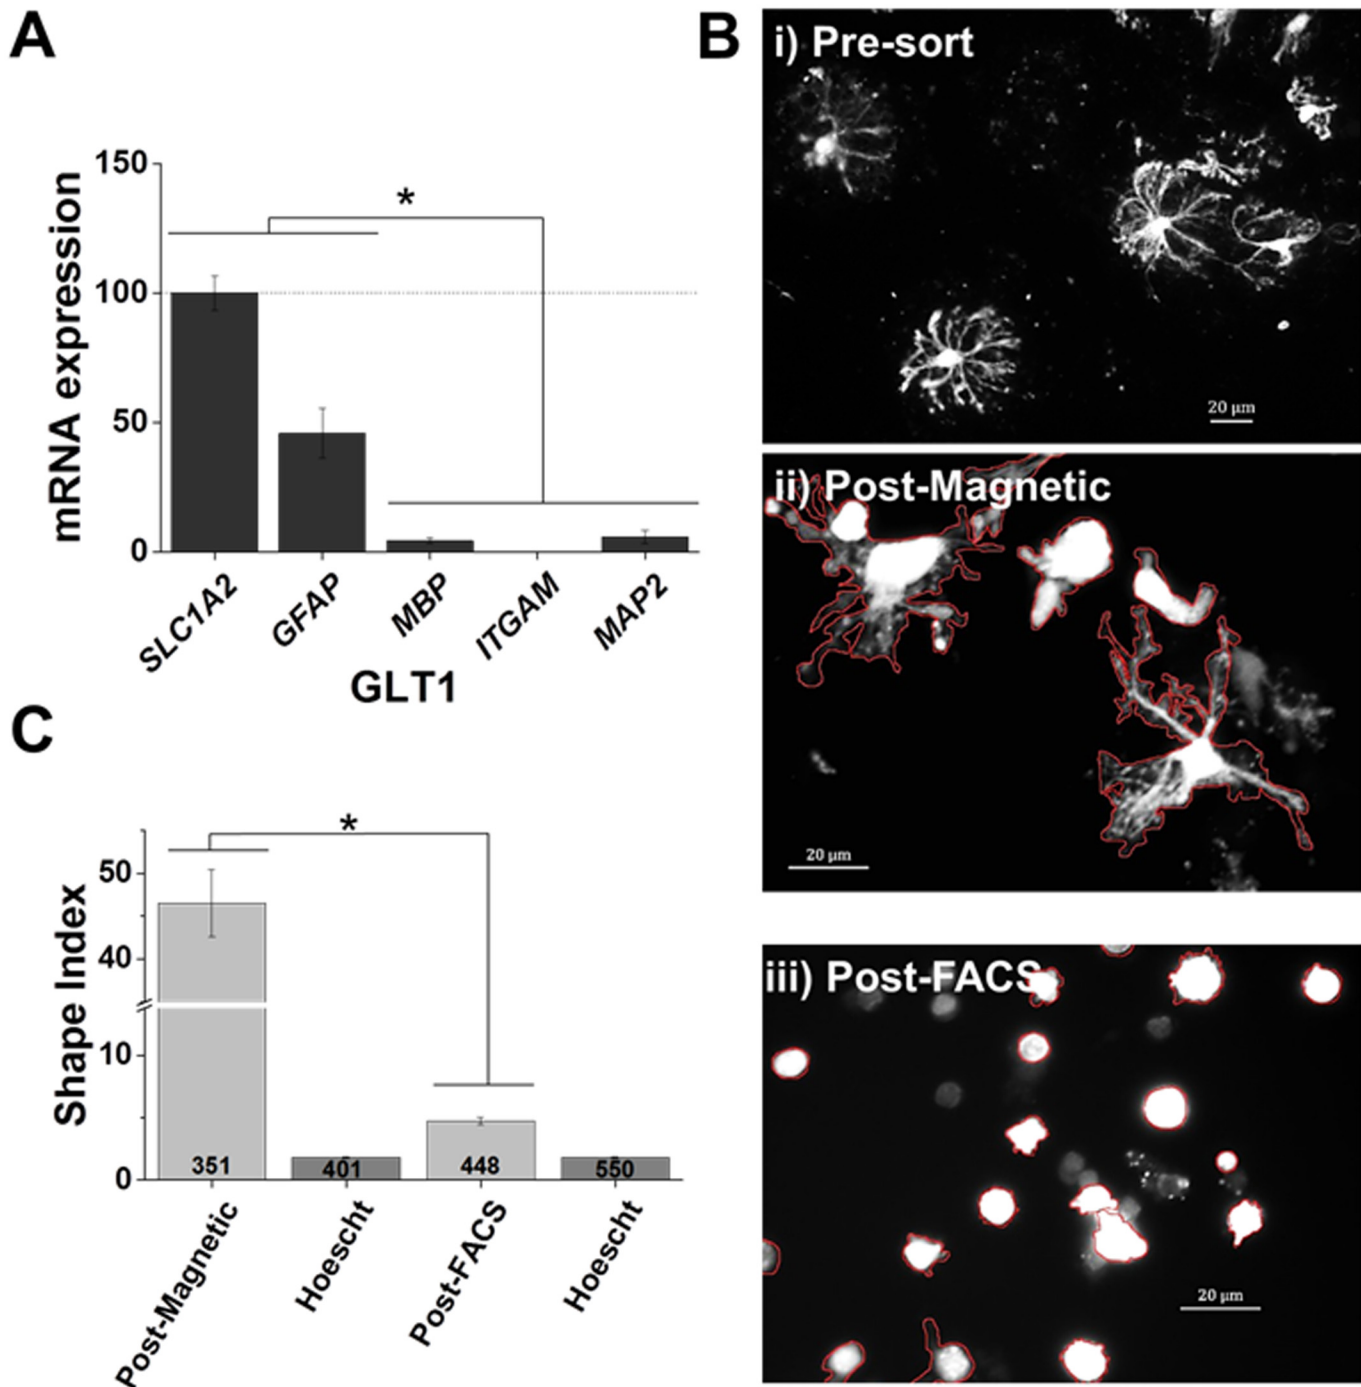 A
mRNA expression
150
100
50
0
*
SLC1A2
GFAP
MBP
ITGAM
MAP2
GLT1
B
i) Pre-sort
20 µm
ii) Post-Magnetic
20 µm
iii) Post-FACS
20 µm
C
Shape Index
50
40
10
0
*
351
401
448
550
Post-Magnetic
Hoescht
Post-FACS
Hoescht